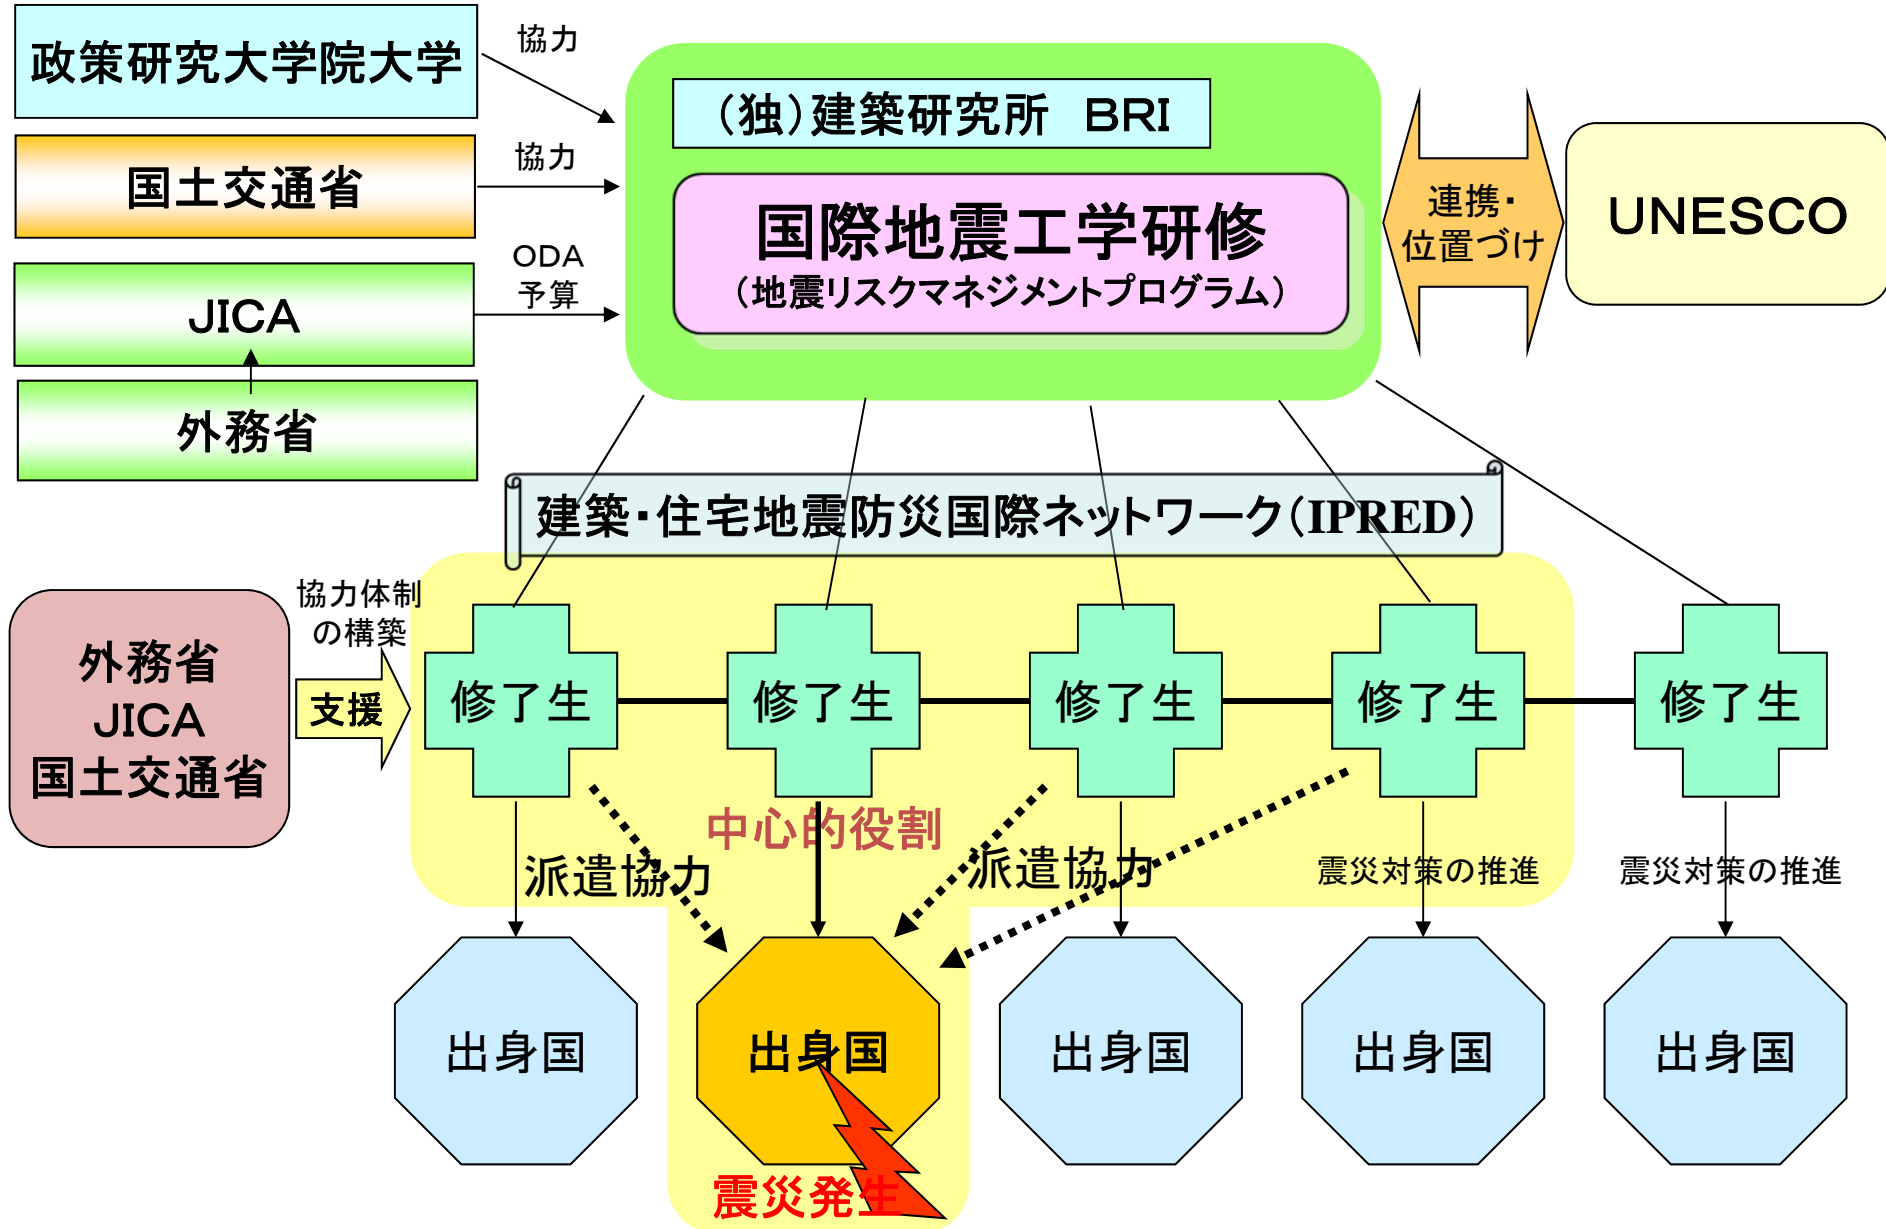 政策研究大学院大学
協力
(独)建築研究所 BRI
国土交通省
協力
国際地震工学研修
(地震リスクマネジメントプログラム)
連携・
位置づけ
UNESCO
ODA
予算
JICA
外務省
建築・住宅地震防災国際ネットワーク(IPRED)
協力体制
の構築
外務省
JICA
国土交通省
支援
修了生
修了生
修了生
修了生
修了生
中心的役割
派遣協力
派遣協力
震災対策の推進
震災対策の推進
出身国
出身国
出身国
出身国
出身国
震災発生